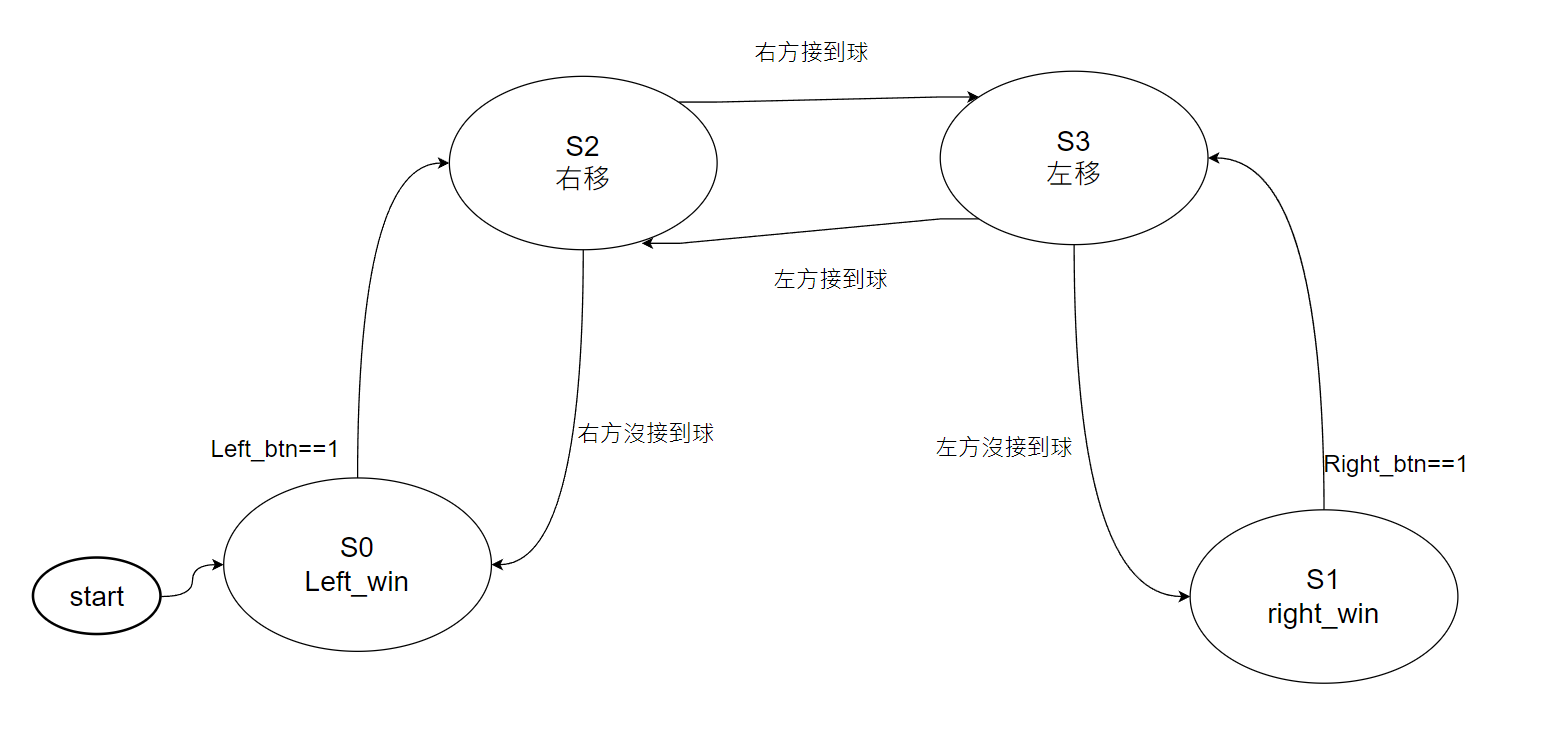 右方接到球
S2
右移
S3
左移
左方接到球
右方沒接到球
左方沒接到球
Left_btn==1
Right_btn==1
S0
Left_win
start
S1
right_win